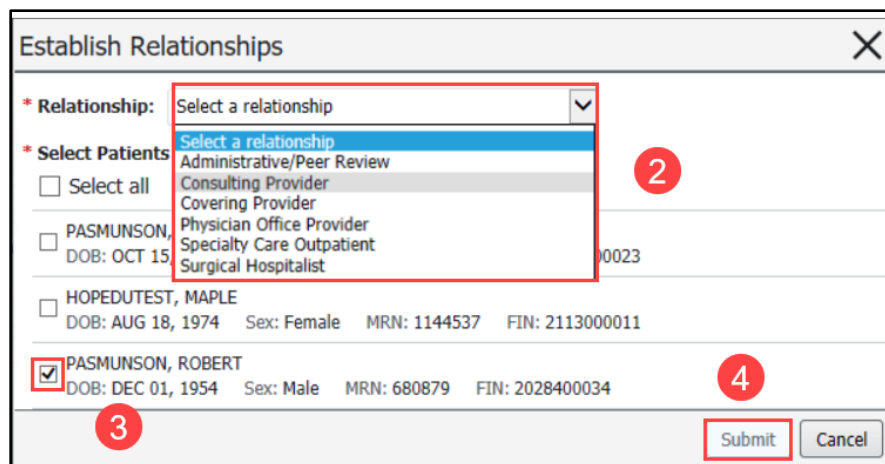 Establish Relationships
* Relationship: Select a relationship
Select a relationship
* Select Patients
Administrative/Peer Review
Select all
Consulting Provider
2
Covering Provider
Physician Office Provider
Specialty Care Outpatient
Surgical Hospitalist
PASMUNSON,
DOB: OCT 15, 00023
HOPEDUTEST, MAPLE
DOB: AUG 18, 1974 Sex: Female MRN: 1144537 FIN: 2113000011
PASMUNSON, ROBERT
DOB: DEC 01, 1954 Sex: Male MRN: 680879 FIN: 2028400034
3
4
Submit Cancel